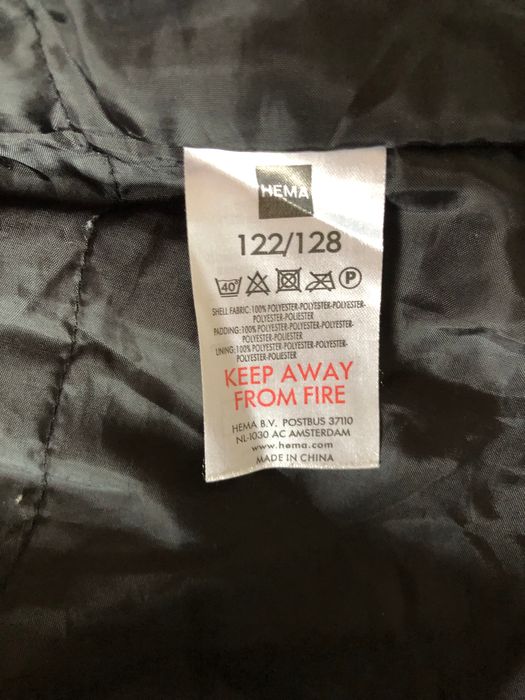 HEMA
122/128
40° P
SHELL FABRIC:100% POLYESTER-POLYESTER-POLYESTER-
POLYESTER-POLIESTER
PADDING:100% POLYESTER-POLYESTER-POLYESTER-
POLYESTER-POLIESTER
LINING:100% POLYESTER-POLYESTER-POLYESTER-
POLYESTER-POLIESTER
KEEP AWAY
FROM FIRE
HEMA B.V. POSTBUS 37110
NL-1030 AC AMSTERDAM
www.hema.com
MADE IN CHINA